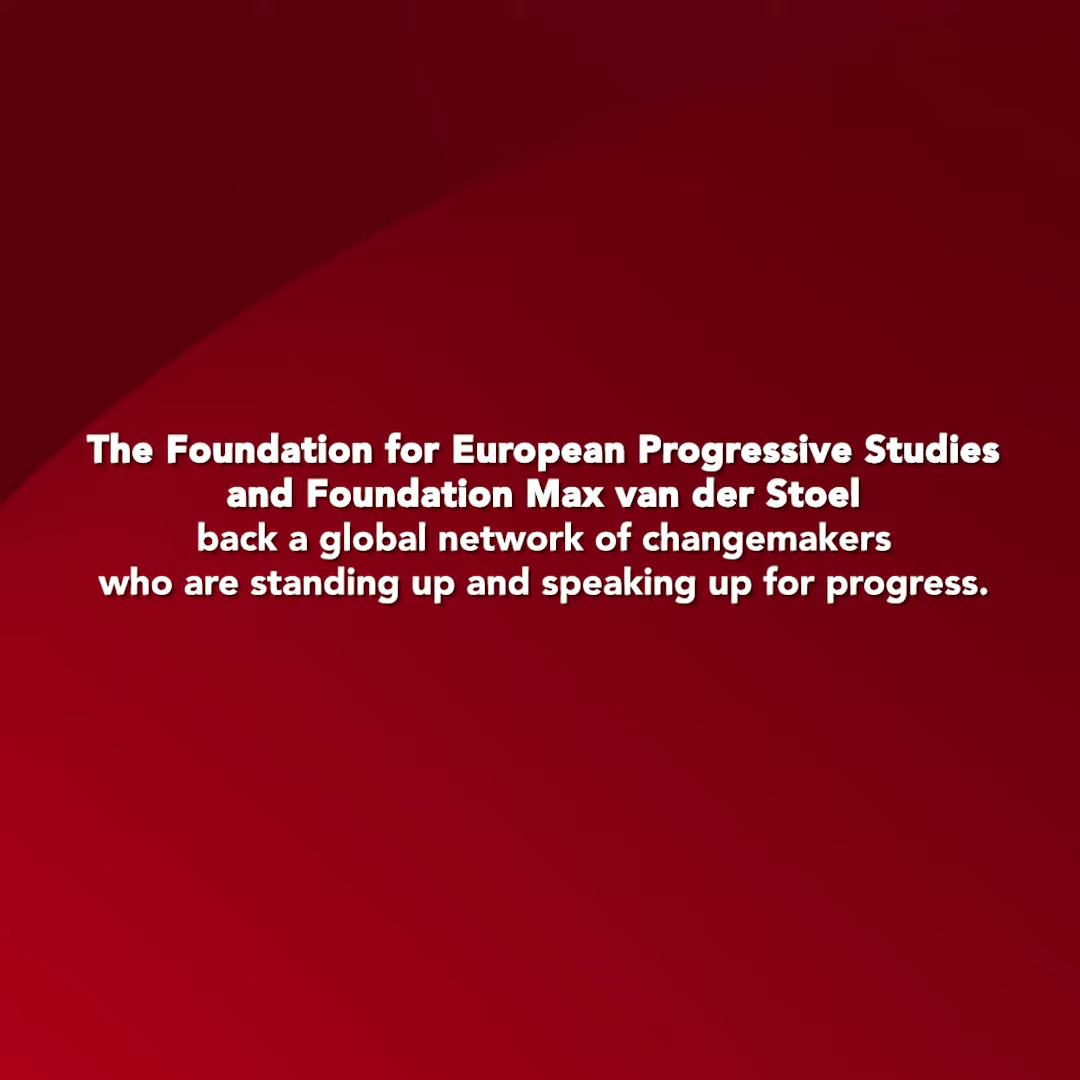 The Foundation for European Progressive Studies
and Foundation Max van der Stoel
back a global network of changemakers
who are standing up and speaking up for progress.